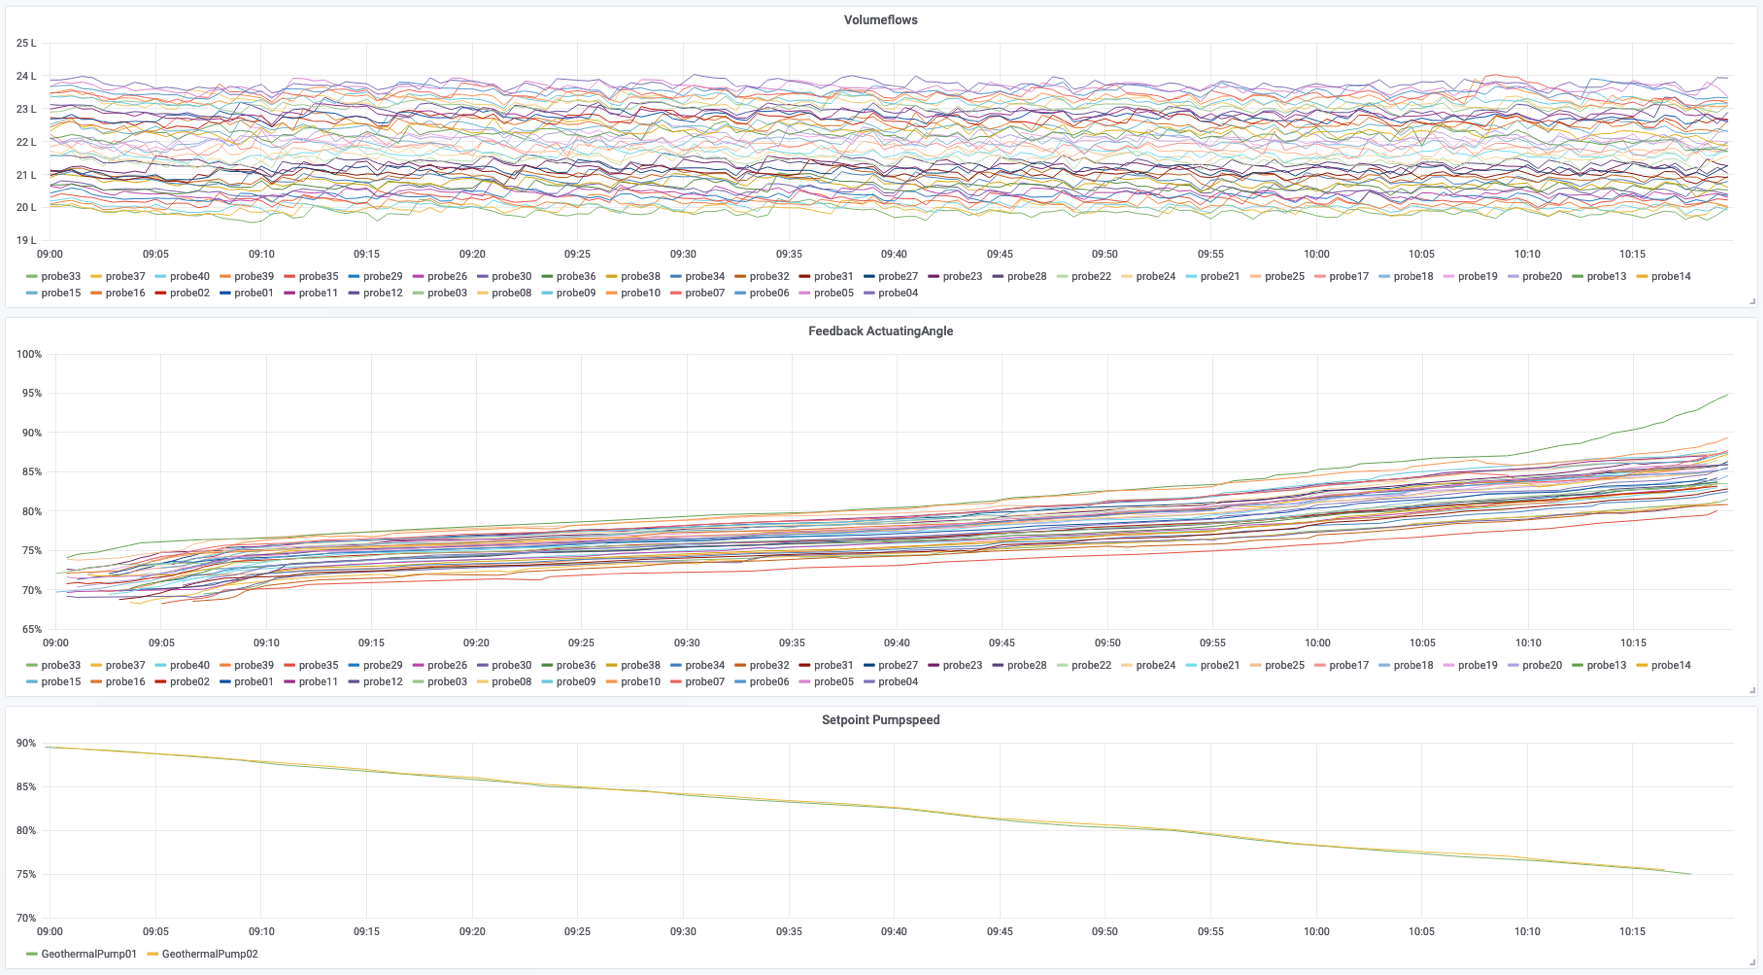 Volumeflows
25 L
24 L
23 L
22 L
21 L
20 L
19 L
09:00 09:05 09:10 09:15 09:20 09:25 09:30 09:35 09:40 09:45 09:50 09:55 10:00 10:05 10:10 10:15
probe33 probe37 probe40 probe39 probe35 probe29 probe26 probe30 probe36 probe38 probe34 probe32 probe31 probe27 probe23 probe28 probe22 probe24 probe21 probe25 probe17 probe18 probe19 probe20 probe13 probe14
probe15 probe16 probe02 probe01 probe11 probe12 probe03 probe08 probe09 probe10 probe07 probe06 probe05 probe04
Feedback ActuatingAngle
100%
95%
90%
85%
80%
75%
70%
65%
09:00 09:05 09:10 09:15 09:20 09:25 09:30 09:35 09:40 09:45 09:50 09:55 10:00 10:05 10:10 10:15
probe33 probe37 probe40 probe39 probe35 probe29 probe26 probe30 probe36 probe38 probe34 probe32 probe31 probe27 probe23 probe28 probe22 probe24 probe21 probe25 probe17 probe18 probe19 probe20 probe13 probe14
probe15 probe16 probe02 probe01 probe11 probe12 probe03 probe08 probe09 probe10 probe07 probe06 probe05 probe04
Setpoint Pumpspeed
90%
85%
80%
75%
70%
09:00 09:05 09:10 09:15 09:20 09:25 09:30 09:35 09:40 09:45 09:50 09:55 10:00 10:05 10:10 10:15
GeothermalPump01 GeothermalPump02